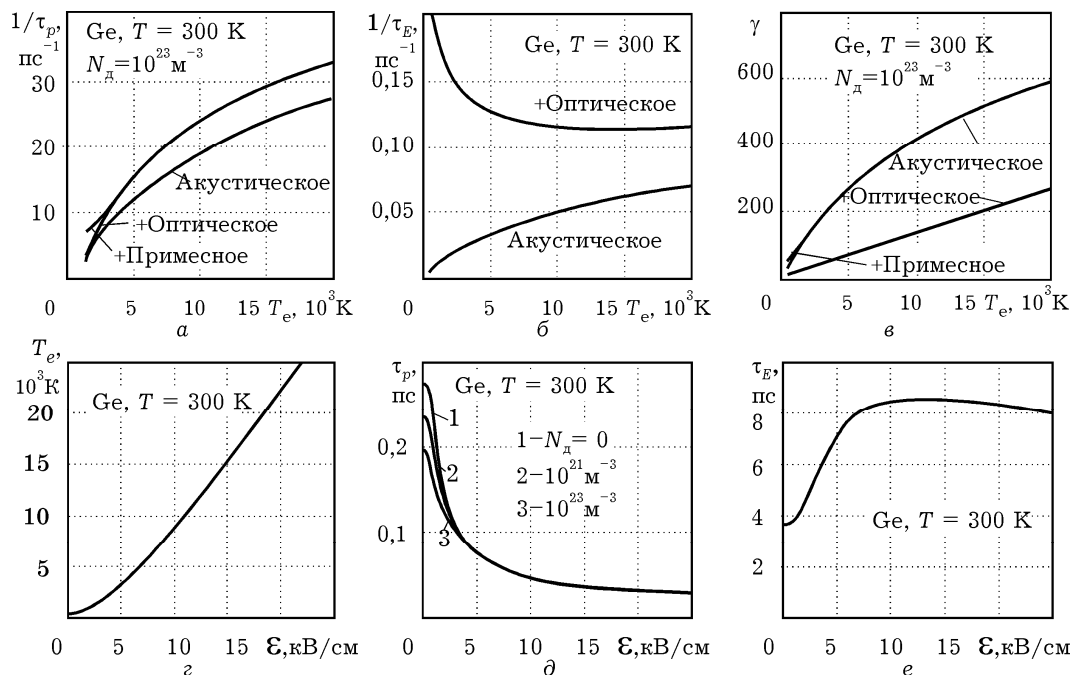 1/τp,
пс⁻¹
Ge, T = 300 K
Nд=10²³м⁻³
30
20
10
Акустическое
+Оптическое
+Примесное
0 5 10 15 Te, 10³K
а
1/τE,
пс⁻¹
Ge, T = 300 K
0,15
+Оптическое
0,10
0,05
Акустическое
0 5 10 15 Te, 10³K
б
γ
Ge, T = 300 K
Nд=10²³м⁻³
600
400
Акустическое
+Оптическое
200
+Примесное
0 5 10 15 Te, 10³K
в
Te,
10³К
Ge, T = 300 K
20
15
10
5
0 5 10 15 ℇ,кВ/см
г
τp,
пс
Ge, T = 300 K
1
1–Nд= 0
0,2
2
2–10²¹м⁻³
3–10²³м⁻³
3
0,1
0 5 10 15 ℇ,кВ/см
д
τE,
пс
8
6
4
Ge, T = 300 K
2
0 5 10 15 ℇ,кВ/см
е